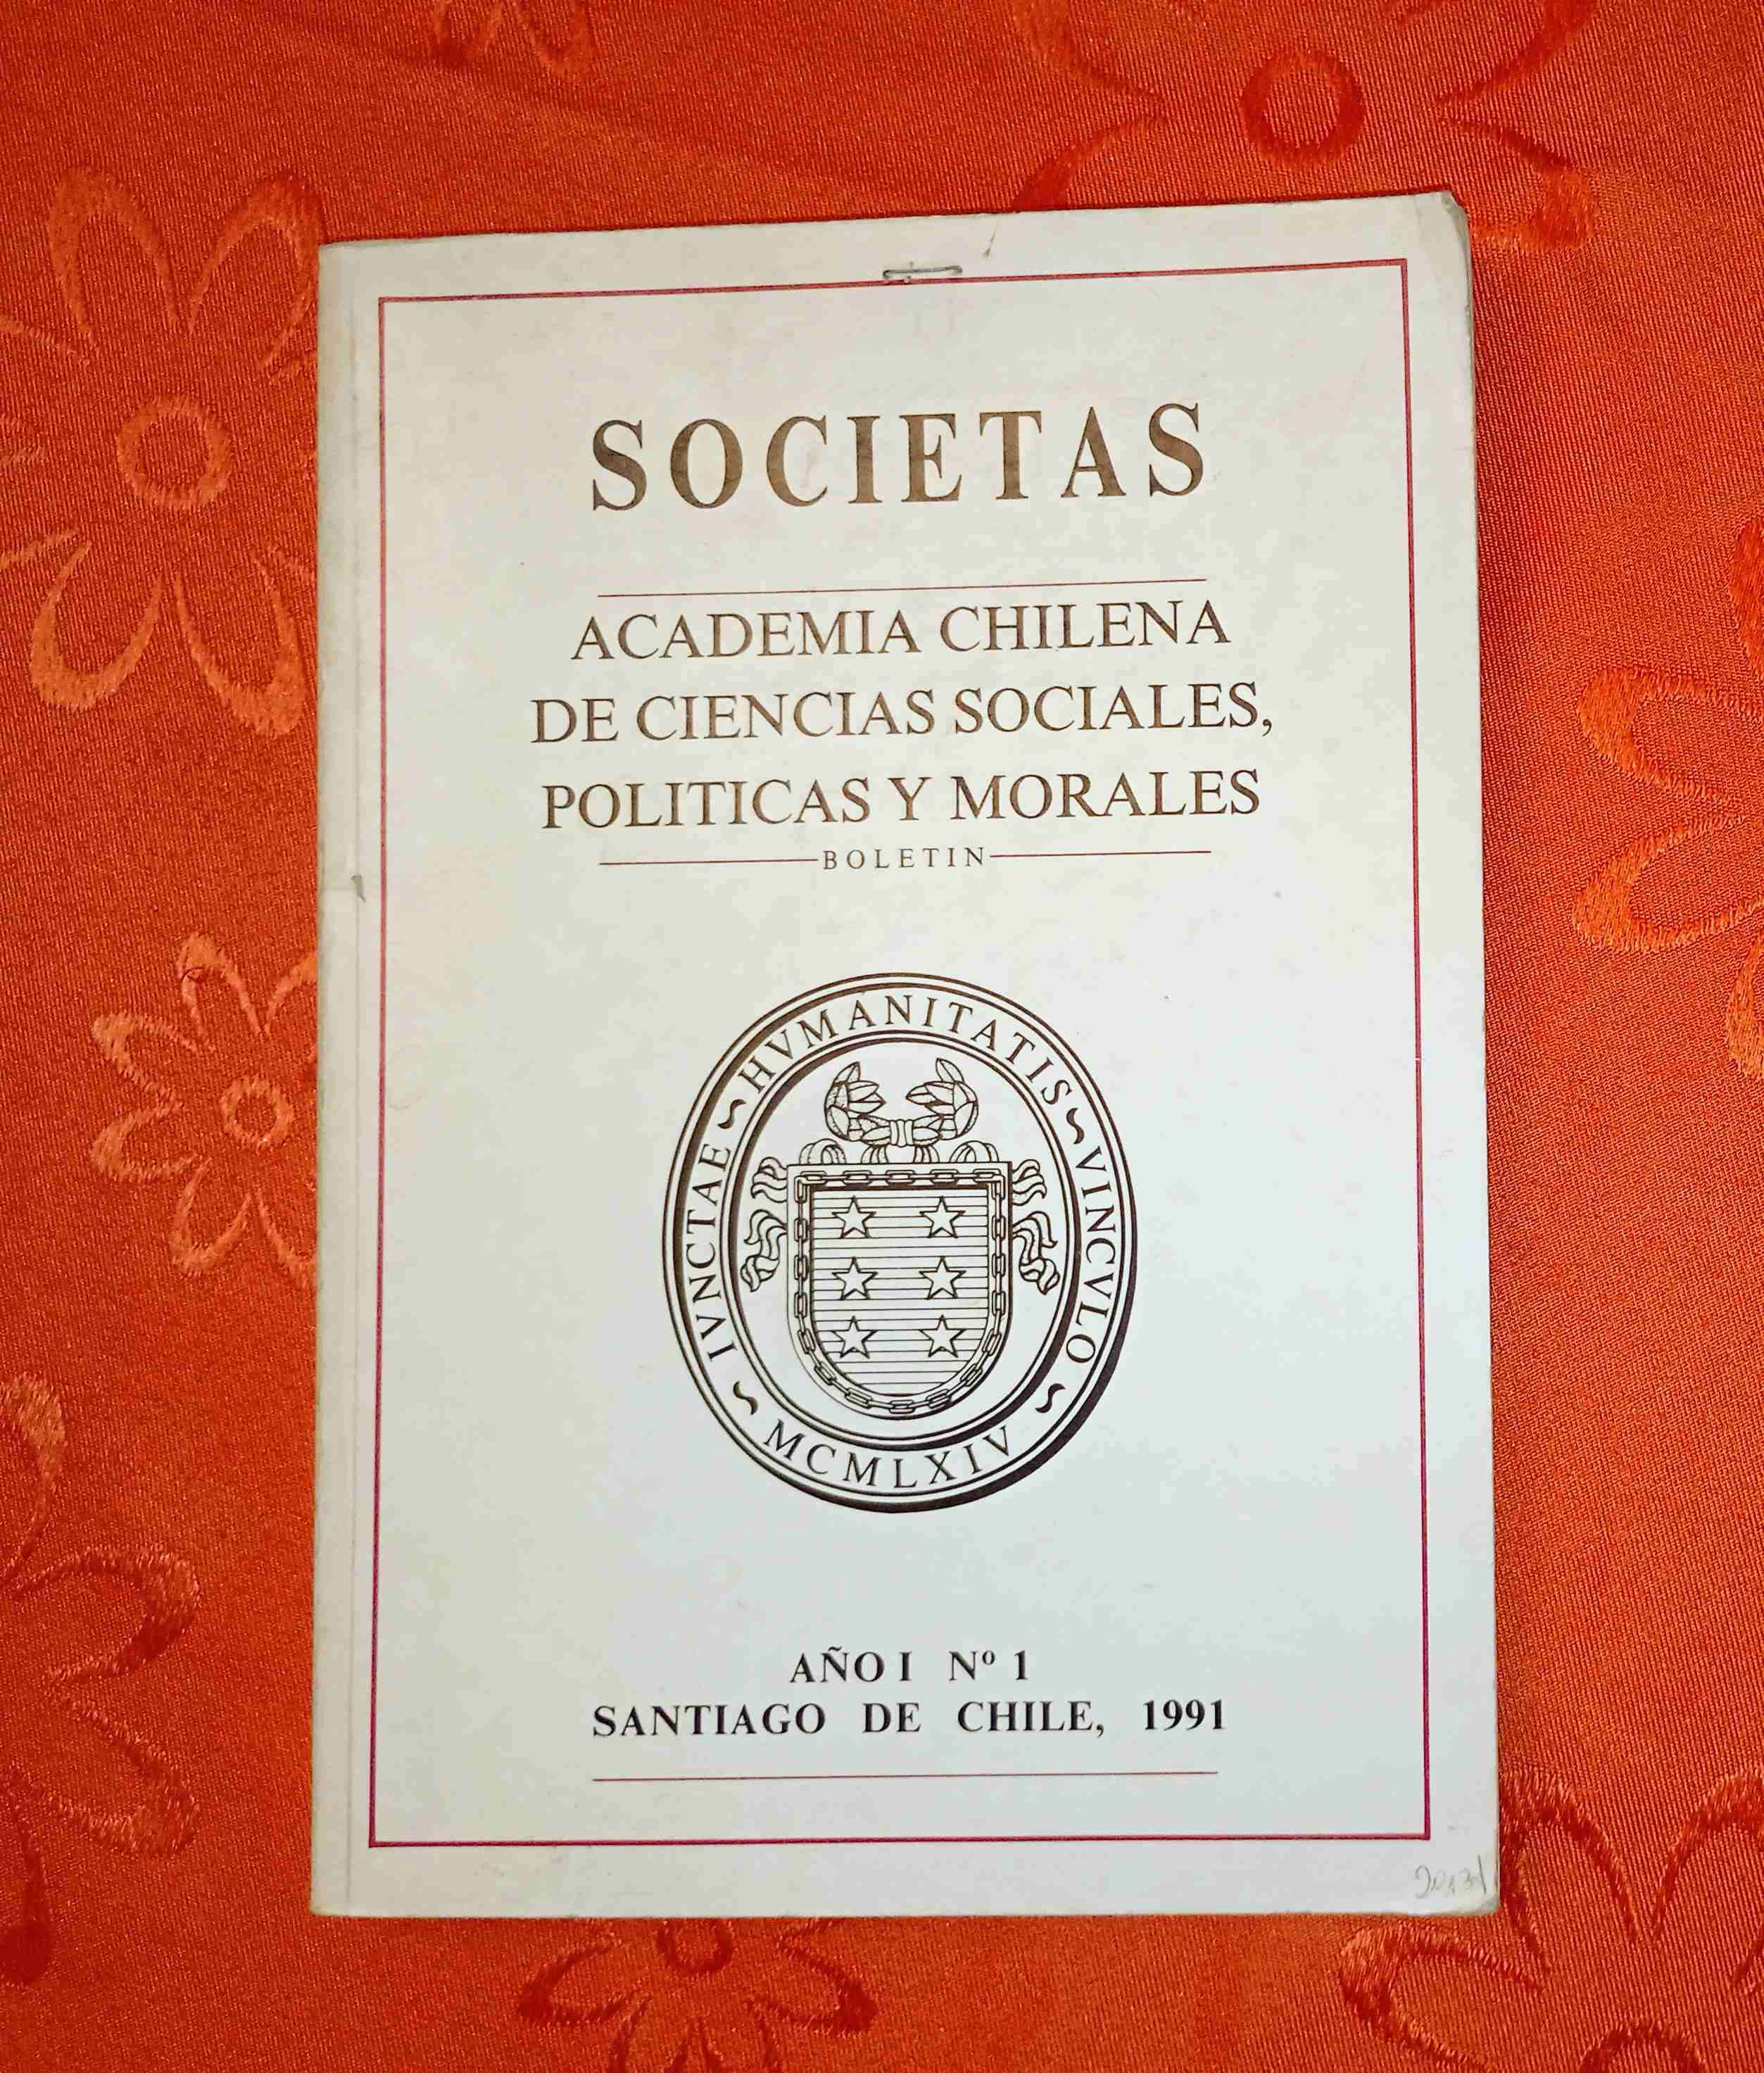 SOCIETAS
ACADEMIA CHILENA
DE CIENCIAS SOCIALES,
POLITICAS Y MORALES
BOLETIN
IVNCTAE ~ HVMANITATIS ~ VINCVLO ~
MCMLXIV
AÑO I Nº 1
SANTIAGO DE CHILE, 1991